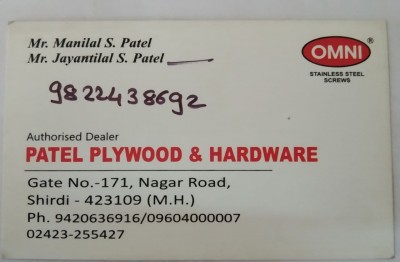 Mr. Manilal S. Patel
Mr. Jayantilal S. Patel
OMNI®
STAINLESS STEEL
SCREWS
9822438692
Authorised Dealer
PATEL PLYWOOD & HARDWARE
Gate No.-171, Nagar Road,
Shirdi - 423109 (M.H.)
Ph. 9420636916/09604000007
02423-255427